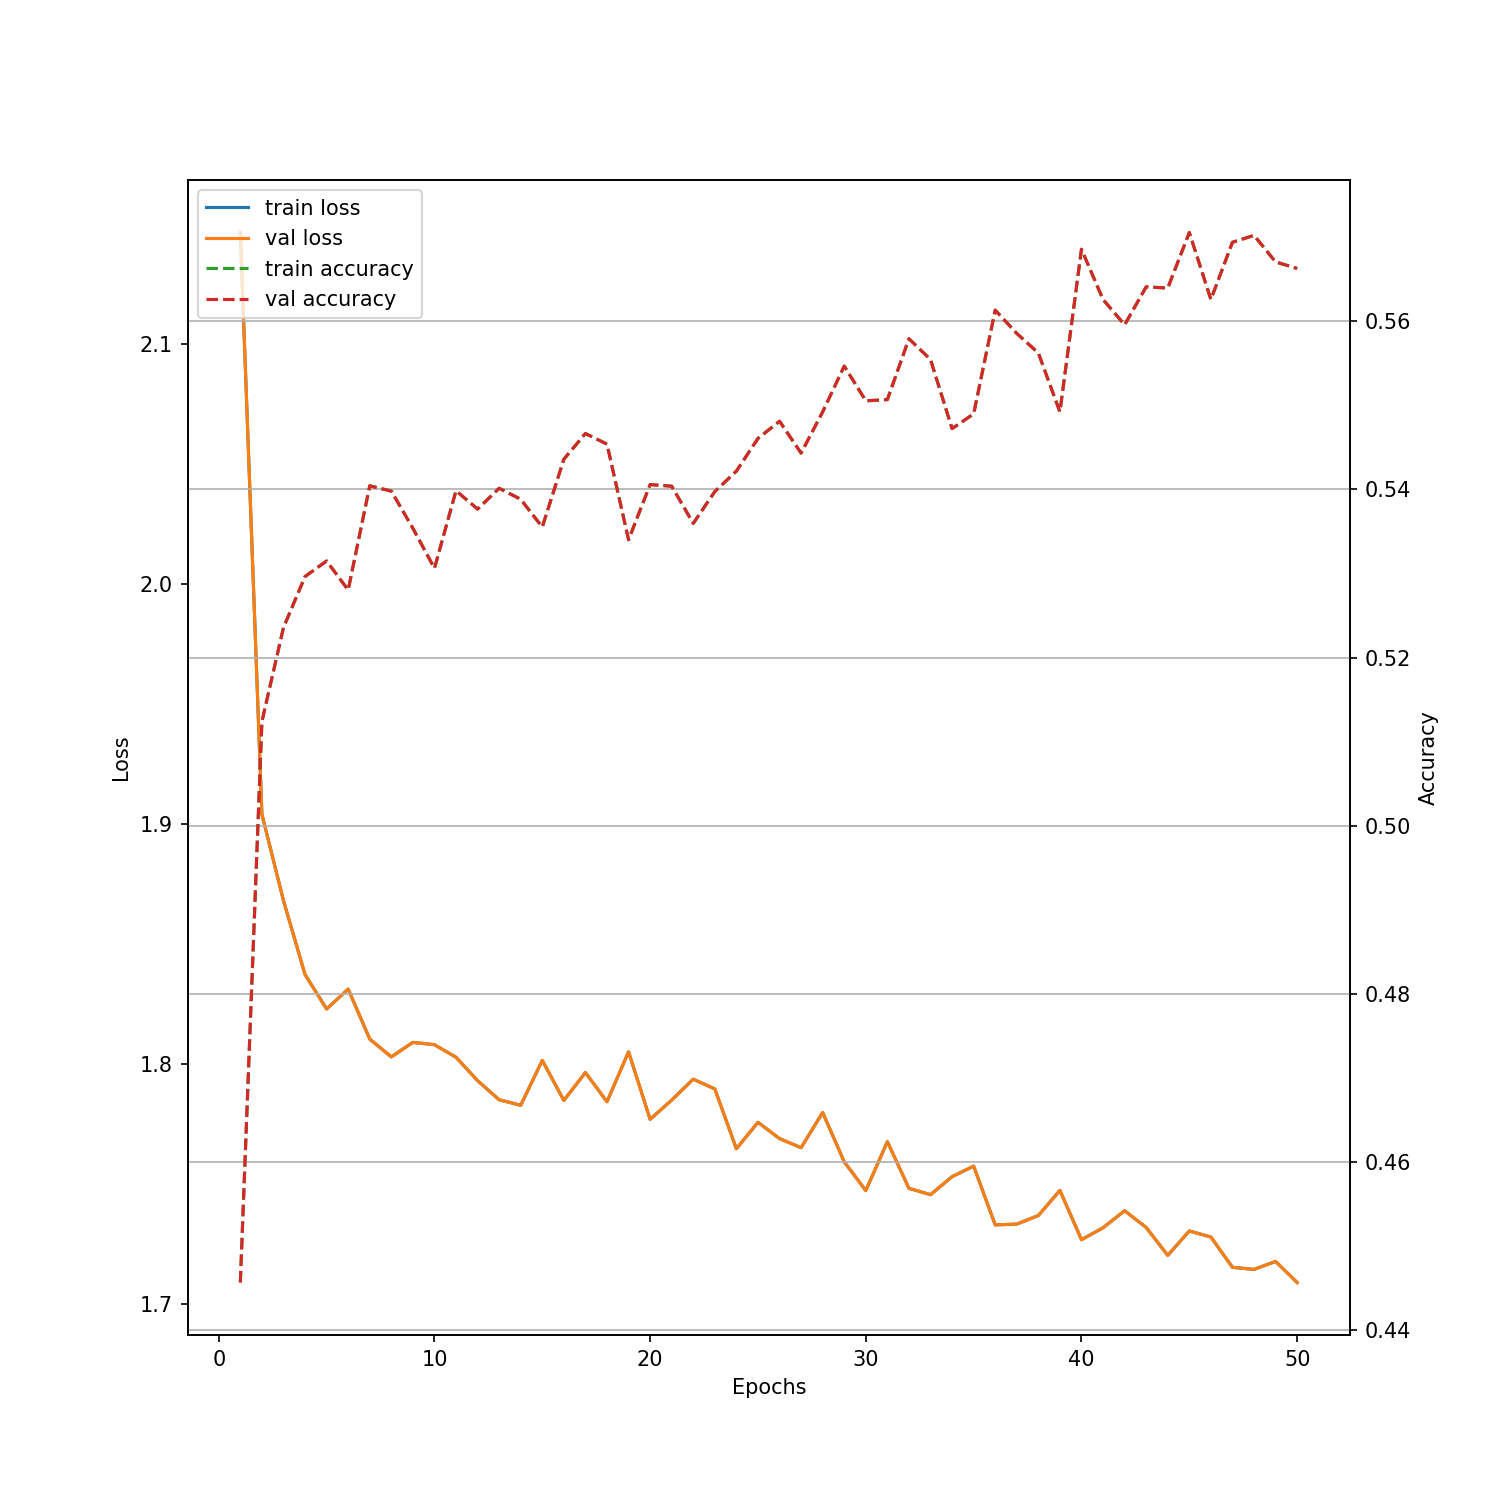 train loss
val loss
train accuracy
val accuracy
2.1
2.0
1.9
1.8
1.7
Loss
0.56
0.54
0.52
0.50
0.48
0.46
0.44
Accuracy
0 10 20 30 40 50
Epochs